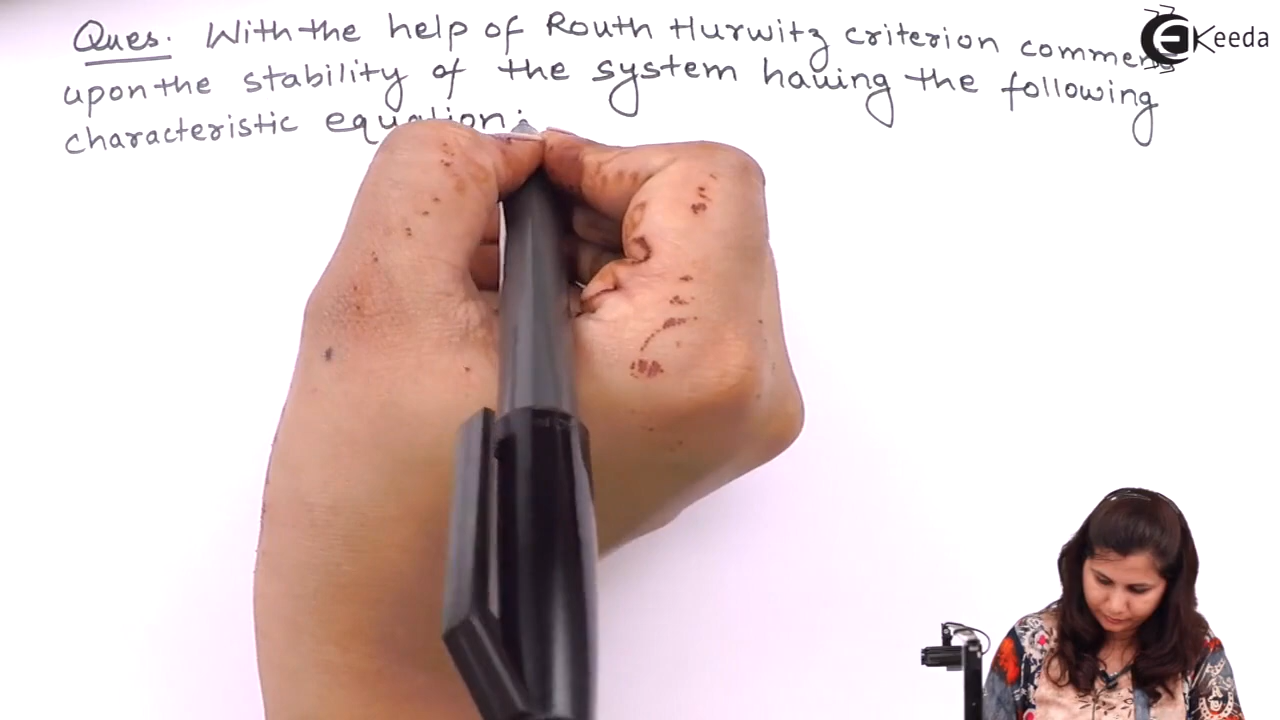 Ques. With the help of Routh Hurwitz criterion commen
upon the stability of the system having the following
characteristic equation:
EKeeda